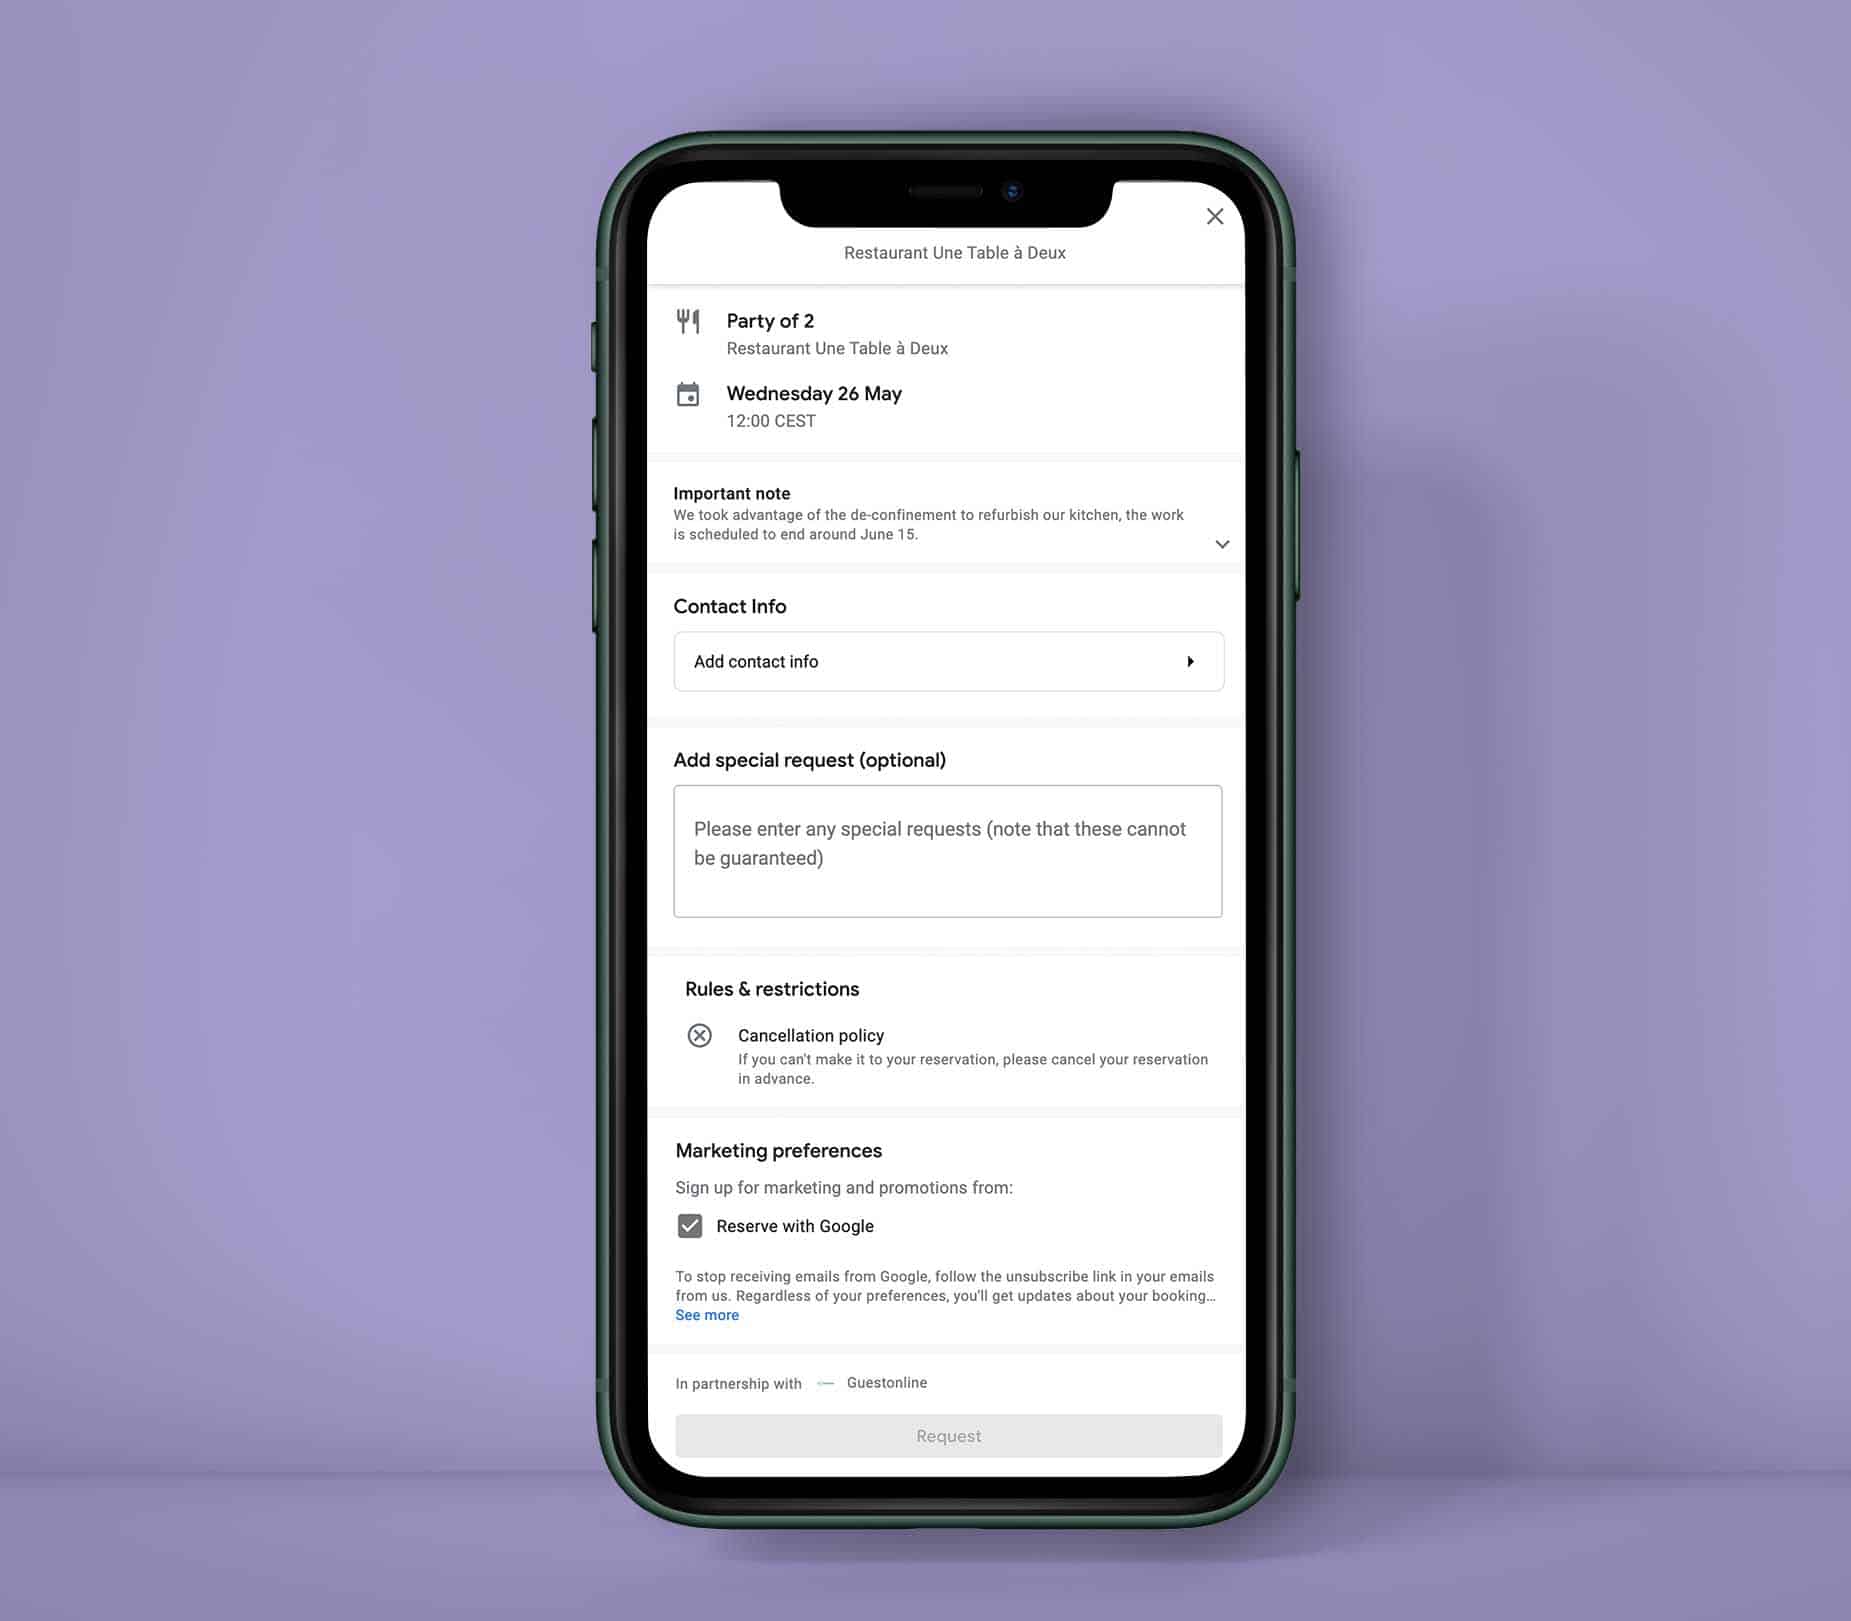 Restaurant Une Table à Deux
Party of 2
Restaurant Une Table à Deux
Wednesday 26 May
12:00 CEST
Important note
We took advantage of the de-confinement to refurbish our kitchen, the work
is scheduled to end around June 15.
Contact Info
Add contact info
Add special request (optional)
Please enter any special requests (note that these cannot
be guaranteed)
Rules & restrictions
Cancellation policy
If you can't make it to your reservation, please cancel your reservation
in advance.
Marketing preferences
Sign up for marketing and promotions from:
Reserve with Google
To stop receiving emails from Google, follow the unsubscribe link in your emails
from us. Regardless of your preferences, you'll get updates about your booking...
See more
In partnership with Guestonline
Request